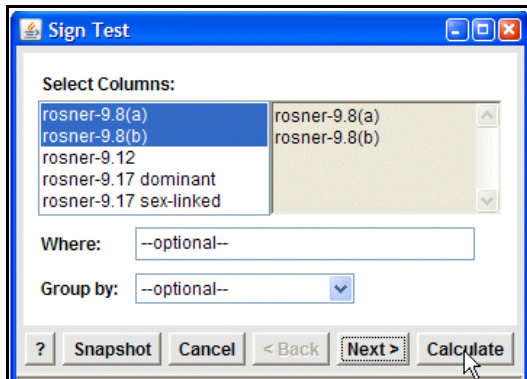 Sign Test
Select Columns:
rosner-9.8(a)
rosner-9.8(b)
rosner-9.12
rosner-9.17 dominant
rosner-9.17 sex-linked
rosner-9.8(a)
rosner-9.8(b)
Where: --optional--
Group by: --optional--
? Snapshot Cancel < Back Next > Calculate